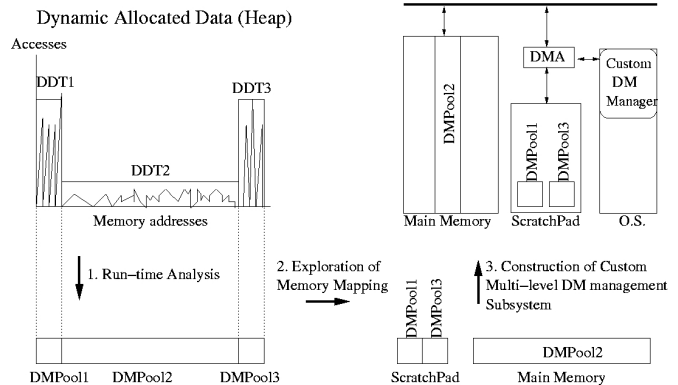 Dynamic Allocated Data (Heap)
Accesses
DDT1
DDT3
DDT2
Memory addresses
DMPool2
DMA
Custom
DM
Manager
DMPool1
DMPool3
Main Memory
ScratchPad
O.S.
1. Run−time Analysis
2. Exploration of
Memory Mapping
3. Construction of Custom
Multi−level DM management
Subsystem
DMPool1
DMPool3
DMPool2
DMPool1
DMPool2
DMPool3
ScratchPad
Main Memory